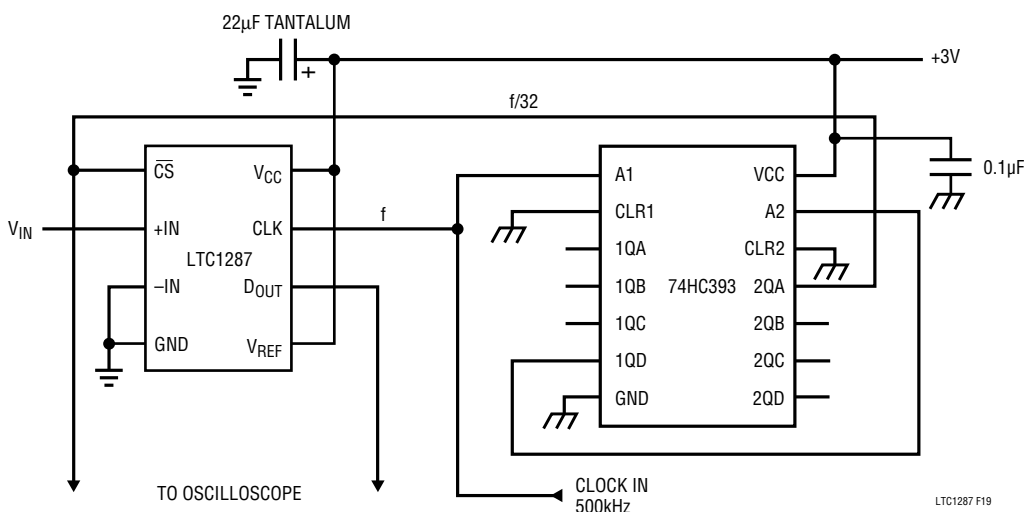 22µF TANTALUM
+
+3V
f/32
C̅S̅
VCC
VIN
+IN
CLK
f
LTC1287
–IN
DOUT
GND
VREF
A1
VCC
0.1µF
CLR1
A2
1QA
CLR2
1QB
74HC393
2QA
1QC
2QB
1QD
2QC
GND
2QD
TO OSCILLOSCOPE
CLOCK IN
500kHz
LTC1287 F19